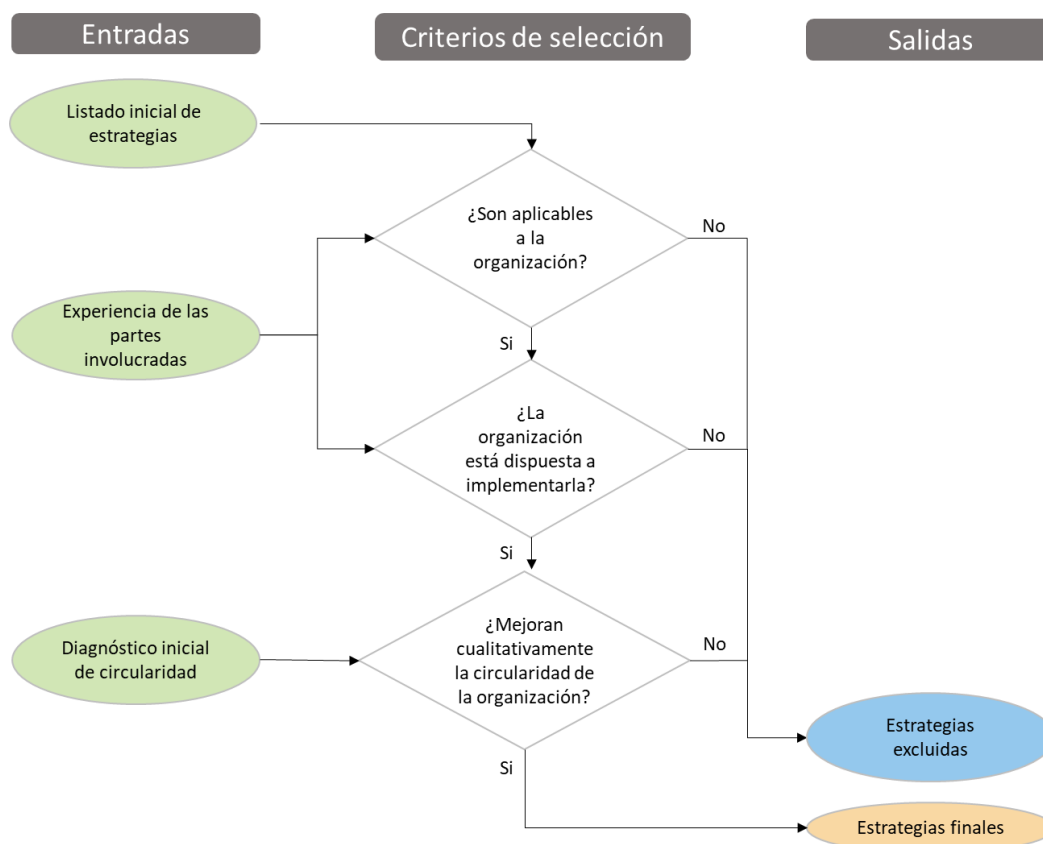 Entradas
Criterios de selección
Salidas
Listado inicial de
estrategias
¿Son aplicables
a la
organización?
No
Experiencia de las
partes
involucradas
Si
¿La
organización
está dispuesta a
implementarla?
No
Si
Diagnóstico inicial
de circularidad
¿Mejoran
cualitativamente
la circularidad de
la organización?
No
Estrategias
excluidas
Si
Estrategias finales